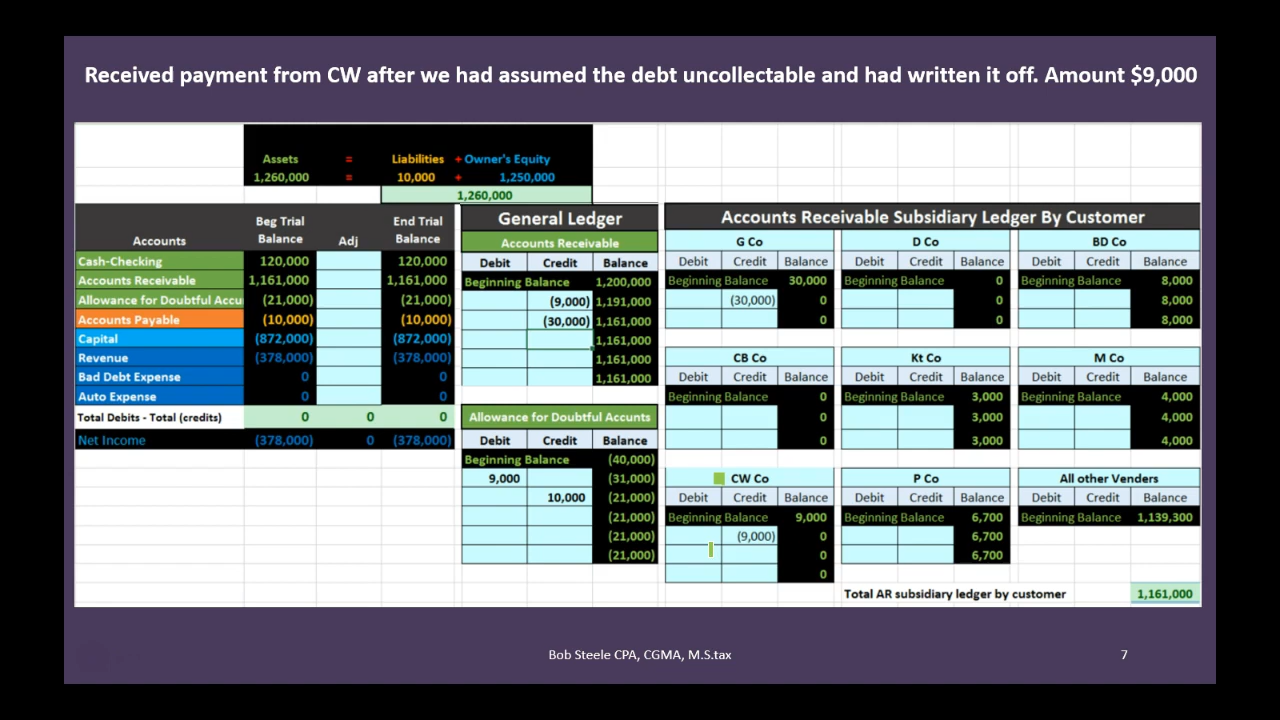 Received payment from CW after we had assumed the debt uncollectable and had written it off. Amount $9,000
Assets = Liabilities + Owner's Equity
1,260,000 = 10,000 + 1,250,000
1,260,000
Accounts Beg Trial Balance Adj End Trial Balance
Cash-Checking 120,000 120,000
Accounts Receivable 1,161,000 1,161,000
Allowance for Doubtful Accu (21,000) (21,000)
Accounts Payable (10,000) (10,000)
Capital (872,000) (872,000)
Revenue (378,000) (378,000)
Bad Debt Expense 0 0
Auto Expense 0 0
Total Debits - Total (credits) 0 0 0
Net Income (378,000) 0 (378,000)
General Ledger
Accounts Receivable
Debit Credit Balance
Beginning Balance 1,200,000
(9,000) 1,191,000
(30,000) 1,161,000
1,161,000
1,161,000
1,161,000
Allowance for Doubtful Accunts
Debit Credit Balance
Beginning Balance (40,000)
9,000 (31,000)
10,000 (21,000)
(21,000)
(21,000)
(21,000)
Accounts Receivable Subsidiary Ledger By Customer
G Co
Debit Credit Balance
Beginning Balance 30,000
(30,000) 0
0
D Co
Debit Credit Balance
Beginning Balance 0
0
0
BD Co
Debit Credit Balance
Beginning Balance 8,000
8,000
8,000
CB Co
Debit Credit Balance
Beginning Balance 0
0
0
Kt Co
Debit Credit Balance
Beginning Balance 3,000
3,000
3,000
M Co
Debit Credit Balance
Beginning Balance 4,000
4,000
4,000
CW Co
Debit Credit Balance
Beginning Balance 9,000
(9,000) 0
0
0
P Co
Debit Credit Balance
Beginning Balance 6,700
6,700
6,700
All other Venders
Debit Credit Balance
Beginning Balance 1,139,300
Total AR subsidiary ledger by customer 1,161,000
Bob Steele CPA, CGMA, M.S.tax
7